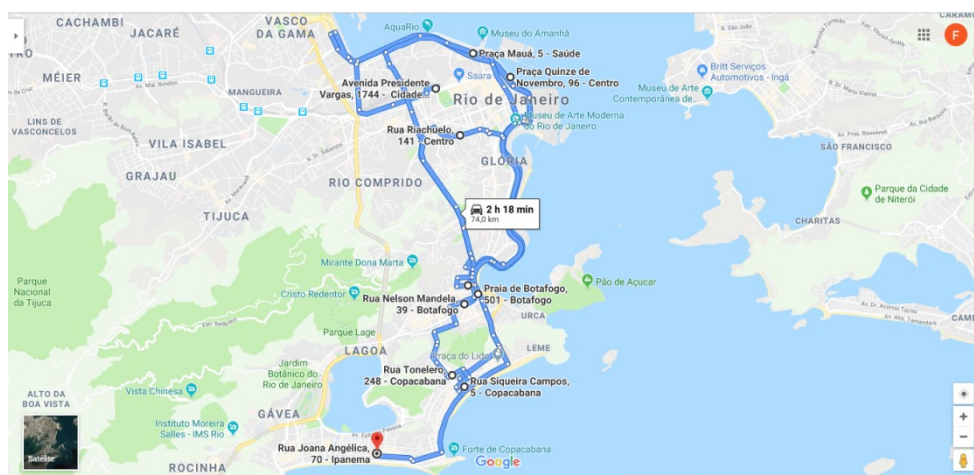 CACHAMBI
VASCO
DA GAMA
AquaRio
Museu do Amanhã
JACARÉ
Praça Mauá, 5 - Saúde
F
MÉIER
Avenida Presidente
Vargas, 1744 - Cidade...
Saara
Praça Quinze de
Novembro, 96 - Centro
Britt Serviços
Automotivos - Ingá
MANGUEIRA
Rio de Janeiro
Museu de Arte
Contemporânea de...
LINS DE
VASCONCELOS
Rua Riachuelo,
141 - Centro
Museu de Arte Moderna
do Rio de Janeiro
VILA ISABEL
SÃO FRANCISCO
GLÓRIA
GRAJAU
RIO COMPRIDO
Parque da Cidade
de Niterói
TIJUCA
2 h 18 min
74,0 km
CHARITAS
Mirante Dona Marta
Parque
Nacional
da Tijuca
Cristo Redentor
Praia de Botafogo,
501 - Botafogo
Pão de Açucar
Rua Nelson Mandela,
39 - Botafogo
URCA
Parque Lage
LAGOA
Praça do Lido
LEME
Jardim
Botânico do
Rio de Janeiro
Rua Tonelero,
248 - Copacabana
Rua Siqueira Campos,
5 - Copacabana
ALTO DA
BOA VISTA
Vista Chinesa
GÁVEA
Instituto Moreira
Salles - IMS Rio
Rua Joana Angélica,
70 - Ipanema
Forte de Copacabana
Satélite
ROCINHA
Google